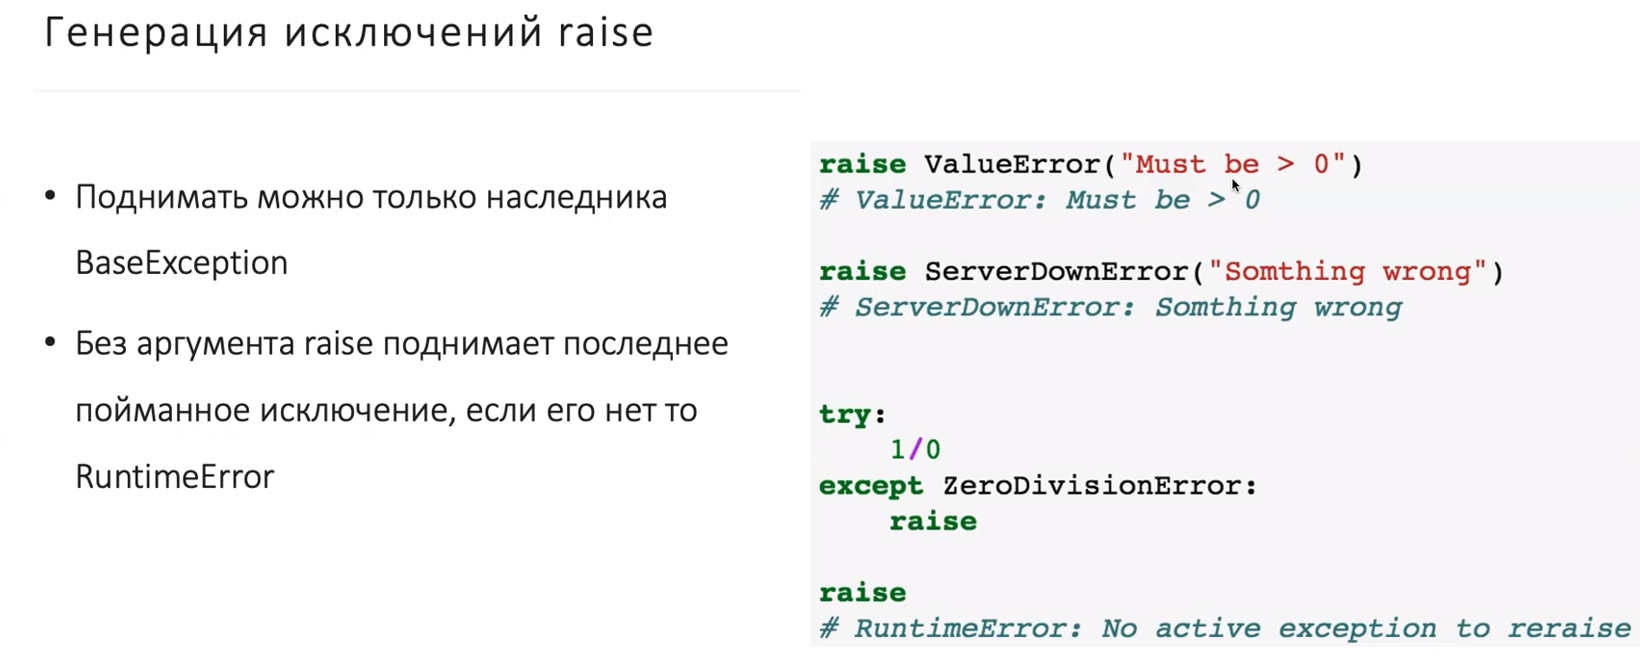 Генерация исключений raise
• Поднимать можно только наследника
BaseException
• Без аргумента raise поднимает последнее
пойманное исключение, если его нет то
RuntimeError
raise ValueError("Must be > 0")
# ValueError: Must be > 0
raise ServerDownError("Somthing wrong")
# ServerDownError: Somthing wrong
try:
    1/0
except ZeroDivisionError:
    raise
raise
# RuntimeError: No active exception to reraise